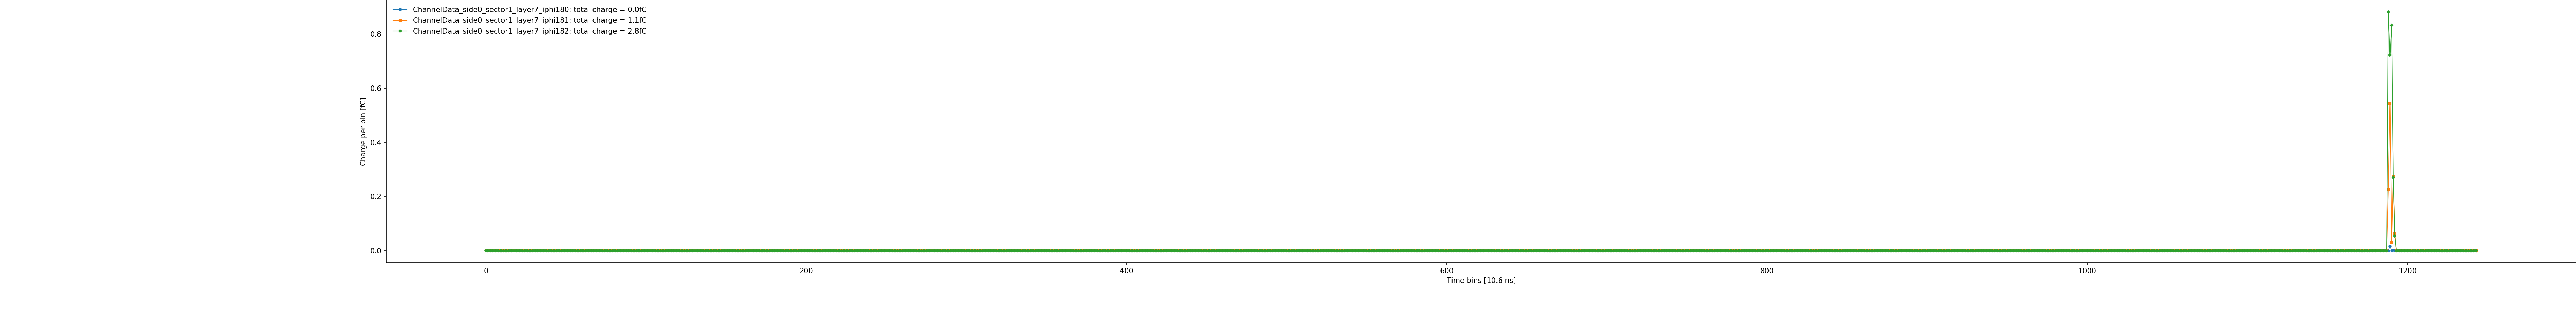 ChannelData_side0_sector1_layer7_iphi180: total charge = 0.0fC
ChannelData_side0_sector1_layer7_iphi181: total charge = 1.1fC
ChannelData_side0_sector1_layer7_iphi182: total charge = 2.8fC
0.8
0.6
0.4
0.2
0.0
Charge per bin [fC]
0 200 400 600 800 1000 1200
Time bins [10.6 ns]